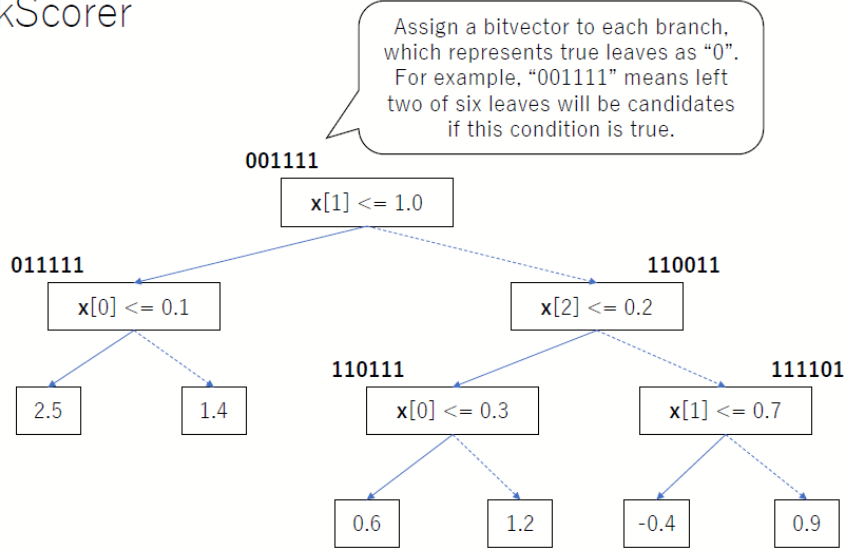 kScorer
Assign a bitvector to each branch,
which represents true leaves as “0”.
For example, “001111” means left
two of six leaves will be candidates
if this condition is true.
001111
x[1] <= 1.0
011111
110011
x[0] <= 0.1
x[2] <= 0.2
110111
111101
2.5
1.4
x[0] <= 0.3
x[1] <= 0.7
0.6
1.2
-0.4
0.9